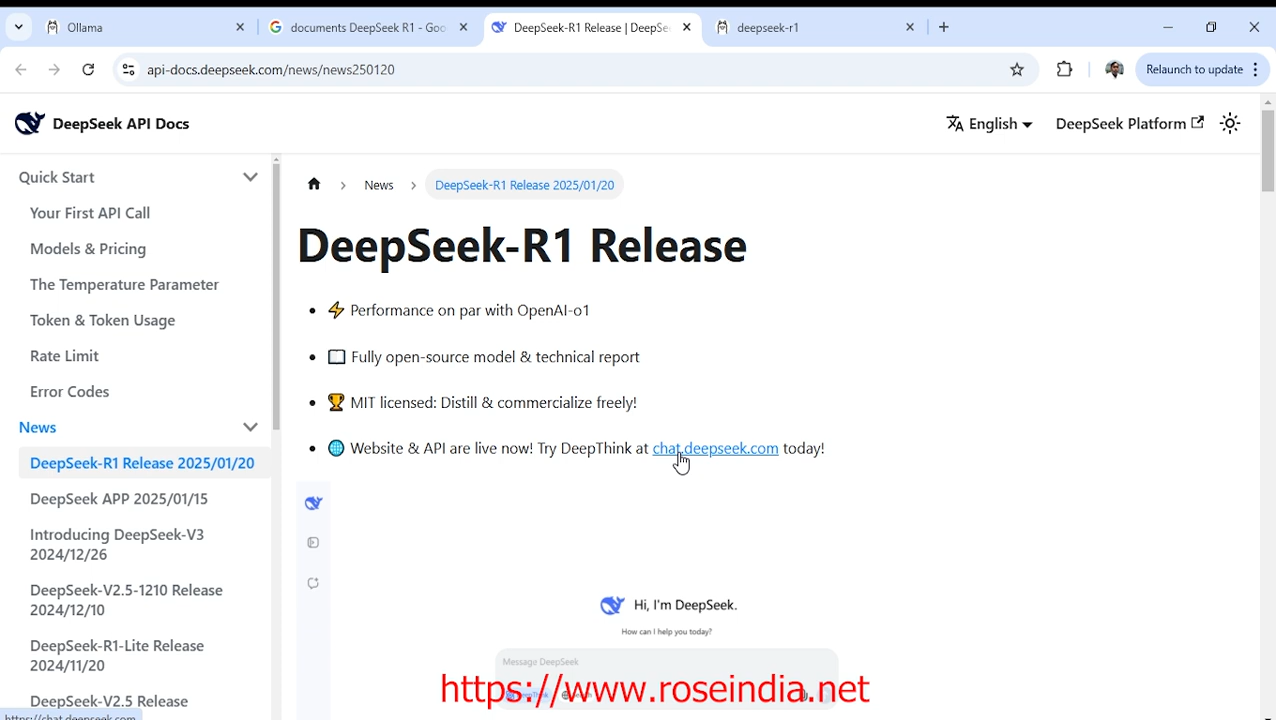 Ollama
documents DeepSeek R1 - Goo
DeepSeek-R1 Release | DeepSe
deepseek-r1
api-docs.deepseek.com/news/news250120
Relaunch to update
DeepSeek API Docs
English
DeepSeek Platform
Quick Start
Your First API Call
Models & Pricing
The Temperature Parameter
Token & Token Usage
Rate Limit
Error Codes
News
DeepSeek-R1 Release 2025/01/20
DeepSeek APP 2025/01/15
Introducing DeepSeek-V3
2024/12/26
DeepSeek-V2.5-1210 Release
2024/12/10
DeepSeek-R1-Lite Release
2024/11/20
DeepSeek-V2.5 Release
https://chat.deepseek.com
News
DeepSeek-R1 Release 2025/01/20
DeepSeek-R1 Release
• ⚡ Performance on par with OpenAI-o1
• 📖 Fully open-source model & technical report
• 🏆 MIT licensed: Distill & commercialize freely!
• 🌐 Website & API are live now! Try DeepThink at chat.deepseek.com today!
Hi, I'm DeepSeek.
How can I help you today?
Message DeepSeek
https://www.roseindia.net